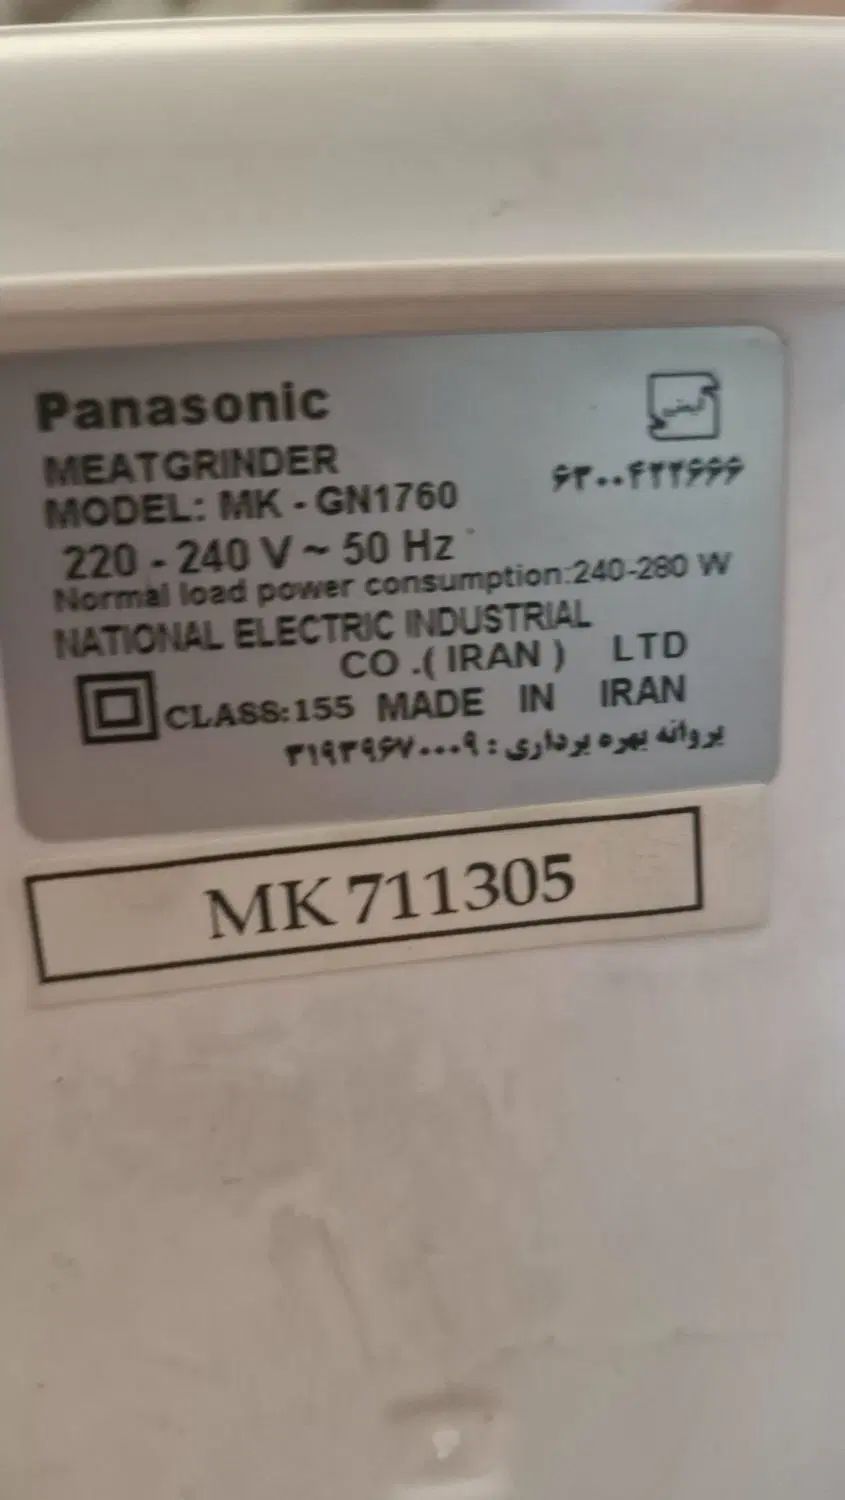 Panasonic
MEATGRINDER
MODEL: MK - GN1760
۶۳۰۰۴۲۲۶۶۶
220 - 240 V ~ 50 Hz
Normal load power consumption:240-280 W
NATIONAL ELECTRIC INDUSTRIAL
CO .( IRAN ) LTD
CLASS:155 MADE IN IRAN
پروانه بهره برداری : ۳۱۹۳۹۶۷۰۰۰۹
MK 711305